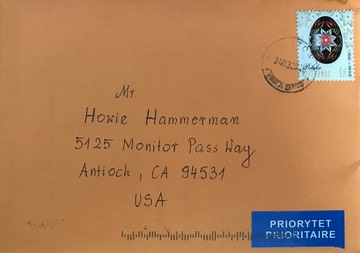 Mr.
Howie Hammerman
5125 Monitor Pass Way
Antioch, CA 94531
USA
PRIORYTET
PRIORITAIRE